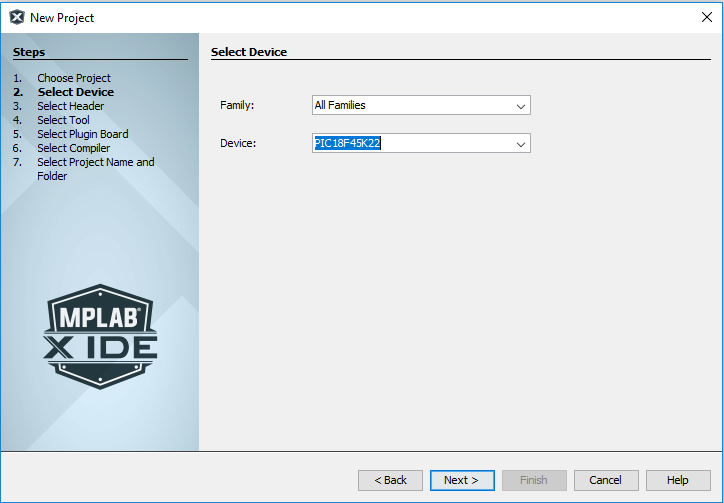 New Project
Steps
1. Choose Project
2. Select Device
3. Select Header
4. Select Tool
5. Select Plugin Board
6. Select Compiler
7. Select Project Name and
Folder
MPLAB®
X IDE
Select Device
Family: All Families
Device: PIC18F45K22
< Back Next > Finish Cancel Help